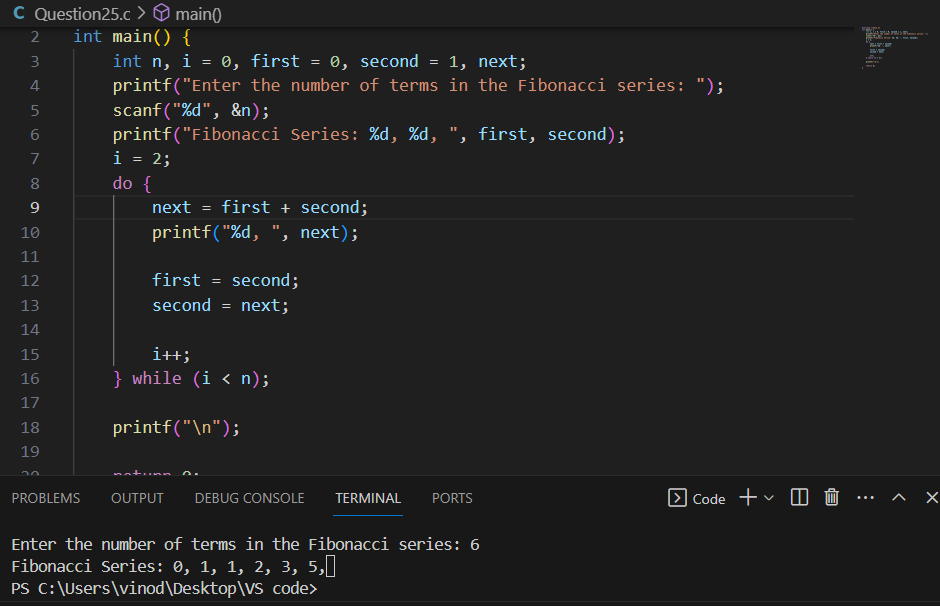 Question25.c > main()
2 int main() {
3 int n, i = 0, first = 0, second = 1, next;
4 printf("Enter the number of terms in the Fibonacci series: ");
5 scanf("%d", &n);
6 printf("Fibonacci Series: %d, %d, ", first, second);
7 i = 2;
8 do {
9 next = first + second;
10 printf("%d, ", next);
11
12 first = second;
13 second = next;
14
15 i++;
16 } while (i < n);
17
18 printf("\n");
19
20 return 0;
PROBLEMS OUTPUT DEBUG CONSOLE TERMINAL PORTS Code
Enter the number of terms in the Fibonacci series: 6
Fibonacci Series: 0, 1, 1, 2, 3, 5,
PS C:\Users\vinod\Desktop\VS code>